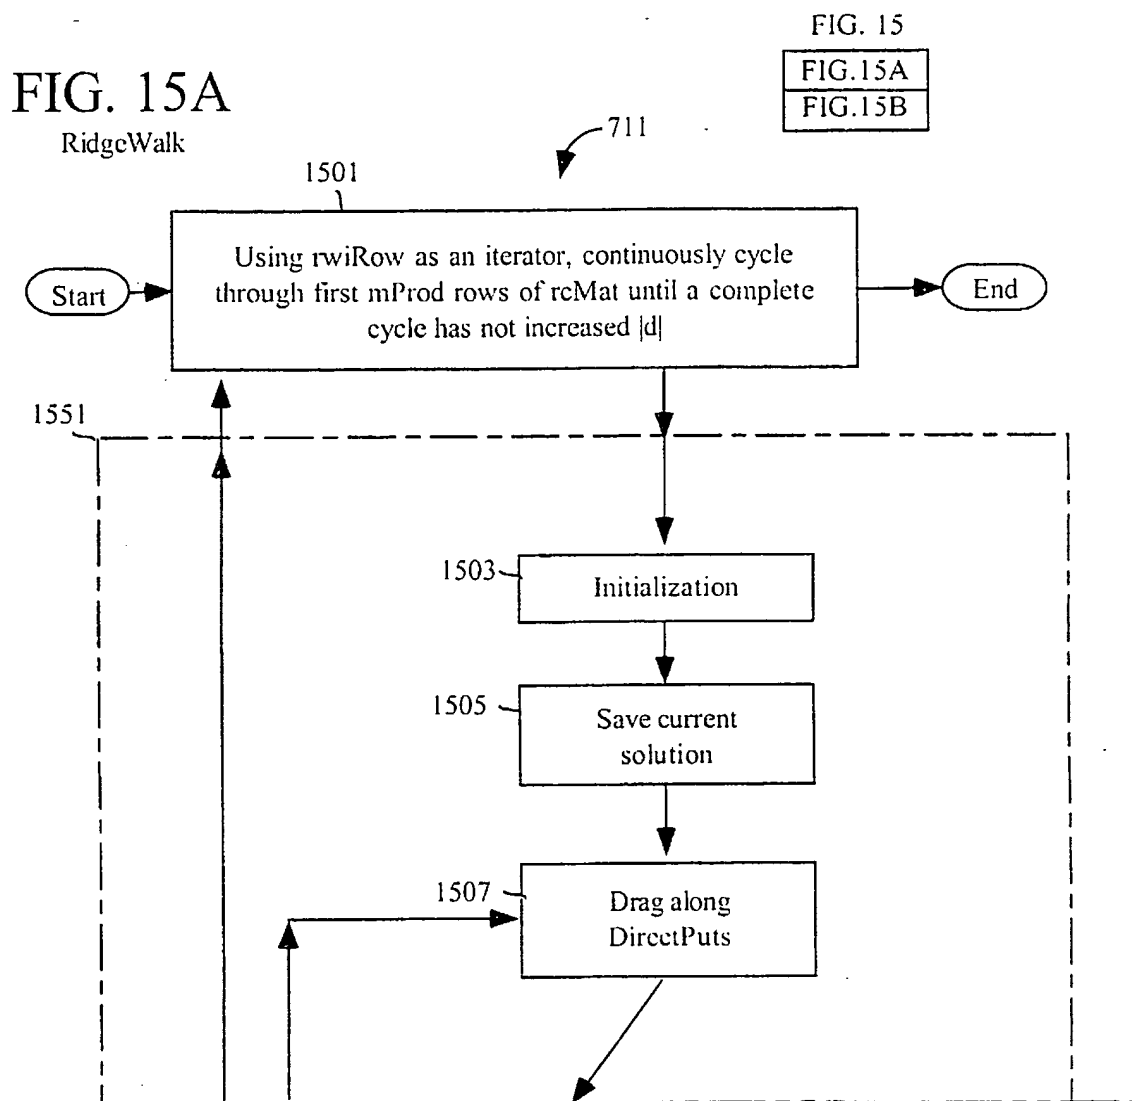 FIG. 15
FIG.15A
FIG.15B
FIG. 15A
RidgeWalk
711
1501
Using rwiRow as an iterator, continuously cycle
through first mProd rows of rcMat until a complete
cycle has not increased |d|
Start
End
1551
1503
Initialization
1505
Save current
solution
1507
Drag along
DirectPuts